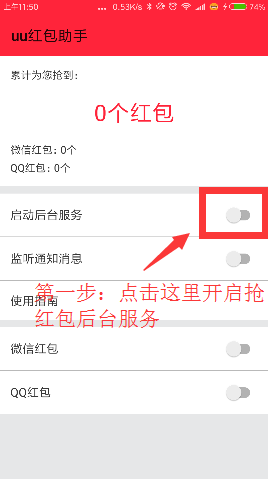 上午11:50
... 0.53K/s
74%
uu红包助手
累计为您抢到：
0个红包
微信红包：0个
QQ红包：0个
启动后台服务
监听通知消息
使用指南
第一步：点击这里开启抢
红包后台服务
微信红包
QQ红包